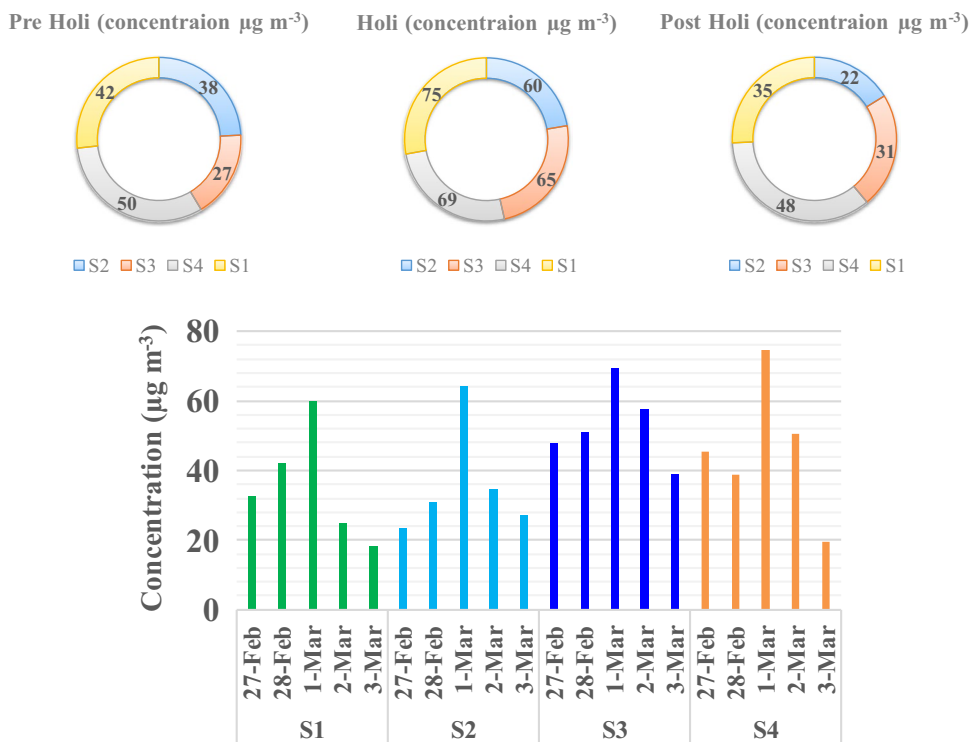 Pre Holi (concentraion µg m-3)
Holi (concentraion µg m-3)
Post Holi (concentraion µg m-3)
42
38
27
50
75
60
65
69
35
22
31
48
S2 S3 S4 S1
S2 S3 S4 S1
S2 S3 S4 S1
Concentration (µg m-3)
80
60
40
20
0
27-Feb
28-Feb
1-Mar
2-Mar
3-Mar
27-Feb
28-Feb
1-Mar
2-Mar
3-Mar
27-Feb
28-Feb
1-Mar
2-Mar
3-Mar
27-Feb
28-Feb
1-Mar
2-Mar
3-Mar
S1
S2
S3
S4